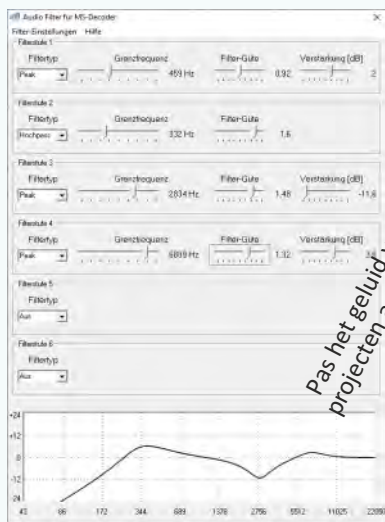 Audio Filter für MS-Decoder
Filter-Einstellungen Hilfe
Filterstufe 1
Filtertyp Grenzfrequenz Filter-Güte Verstärkung [dB]
Peak 459 Hz 0.92 2
Filterstufe 2
Filtertyp Grenzfrequenz Filter-Güte
Hochpass 332 Hz 1.6
Filterstufe 3
Filtertyp Grenzfrequenz Filter-Güte Verstärkung [dB]
Peak 2834 Hz 1.48 -11.6
Filterstufe 4
Filtertyp Grenzfrequenz Filter-Güte Verstärkung [dB]
Peak 6889 Hz 1.32
Filterstufe 5
Filtertyp
Aus
Filterstufe 6
Filtertyp
Aus
Pas het geluid
projecten
+24
+12
0
-12
-24
43 86 172 344 689 1378 2756 5512 11025